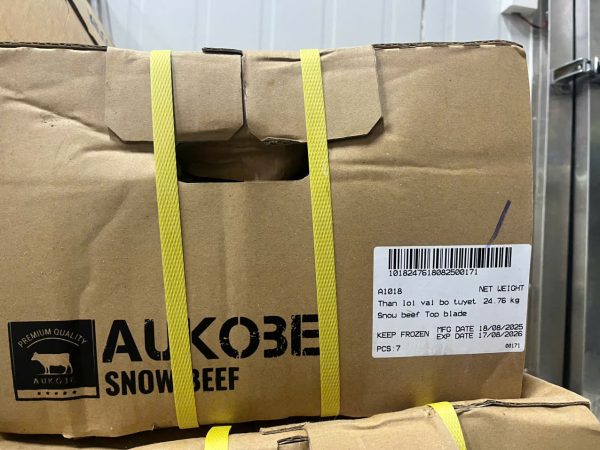 1018247618082500171
A1018 NET WEIGHT
Than loi vai bo tuyet 24.76 kg
Snow beef Top blade
KEEP FROZEN MFG DATE 18/08/2025
EXP DATE 17/08/2026
PCS:7 00171
PREMIUM QUALITY
AUKOBE
AUKOBE
SNOW BEEF